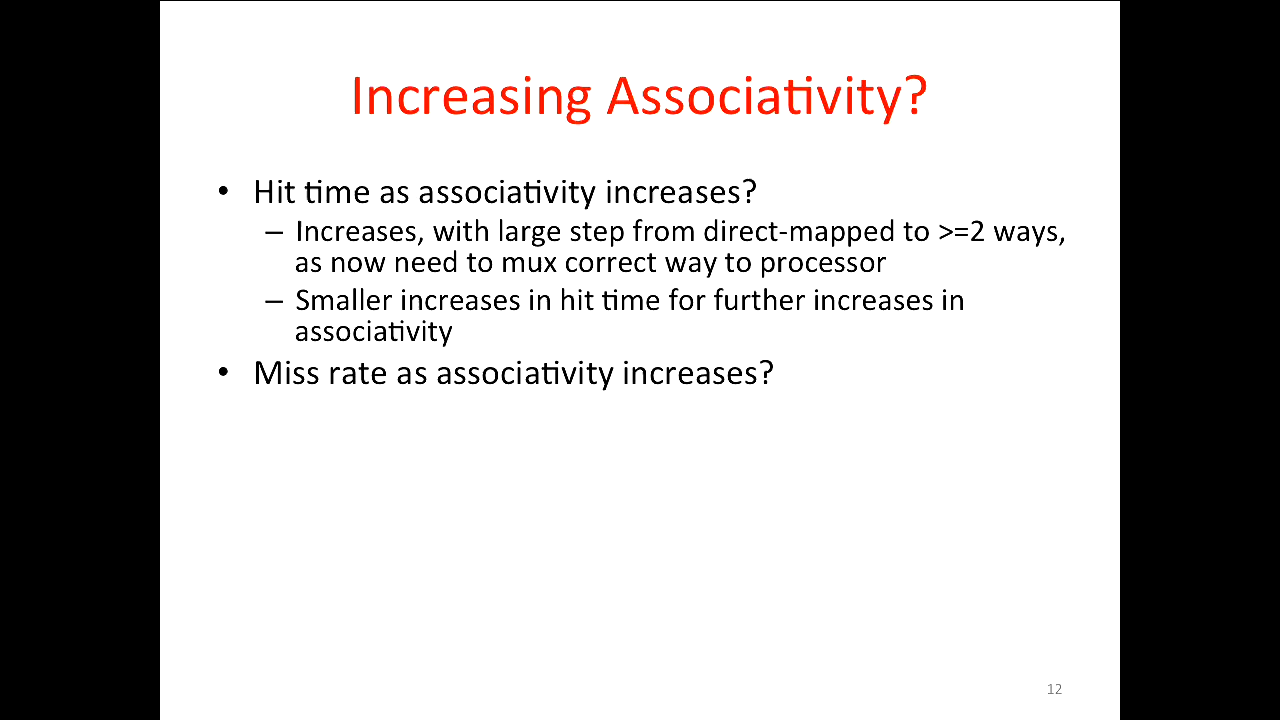 Increasing Associativity?
• Hit time as associativity increases?
– Increases, with large step from direct-mapped to >=2 ways,
as now need to mux correct way to processor
– Smaller increases in hit time for further increases in
associativity
• Miss rate as associativity increases?
12